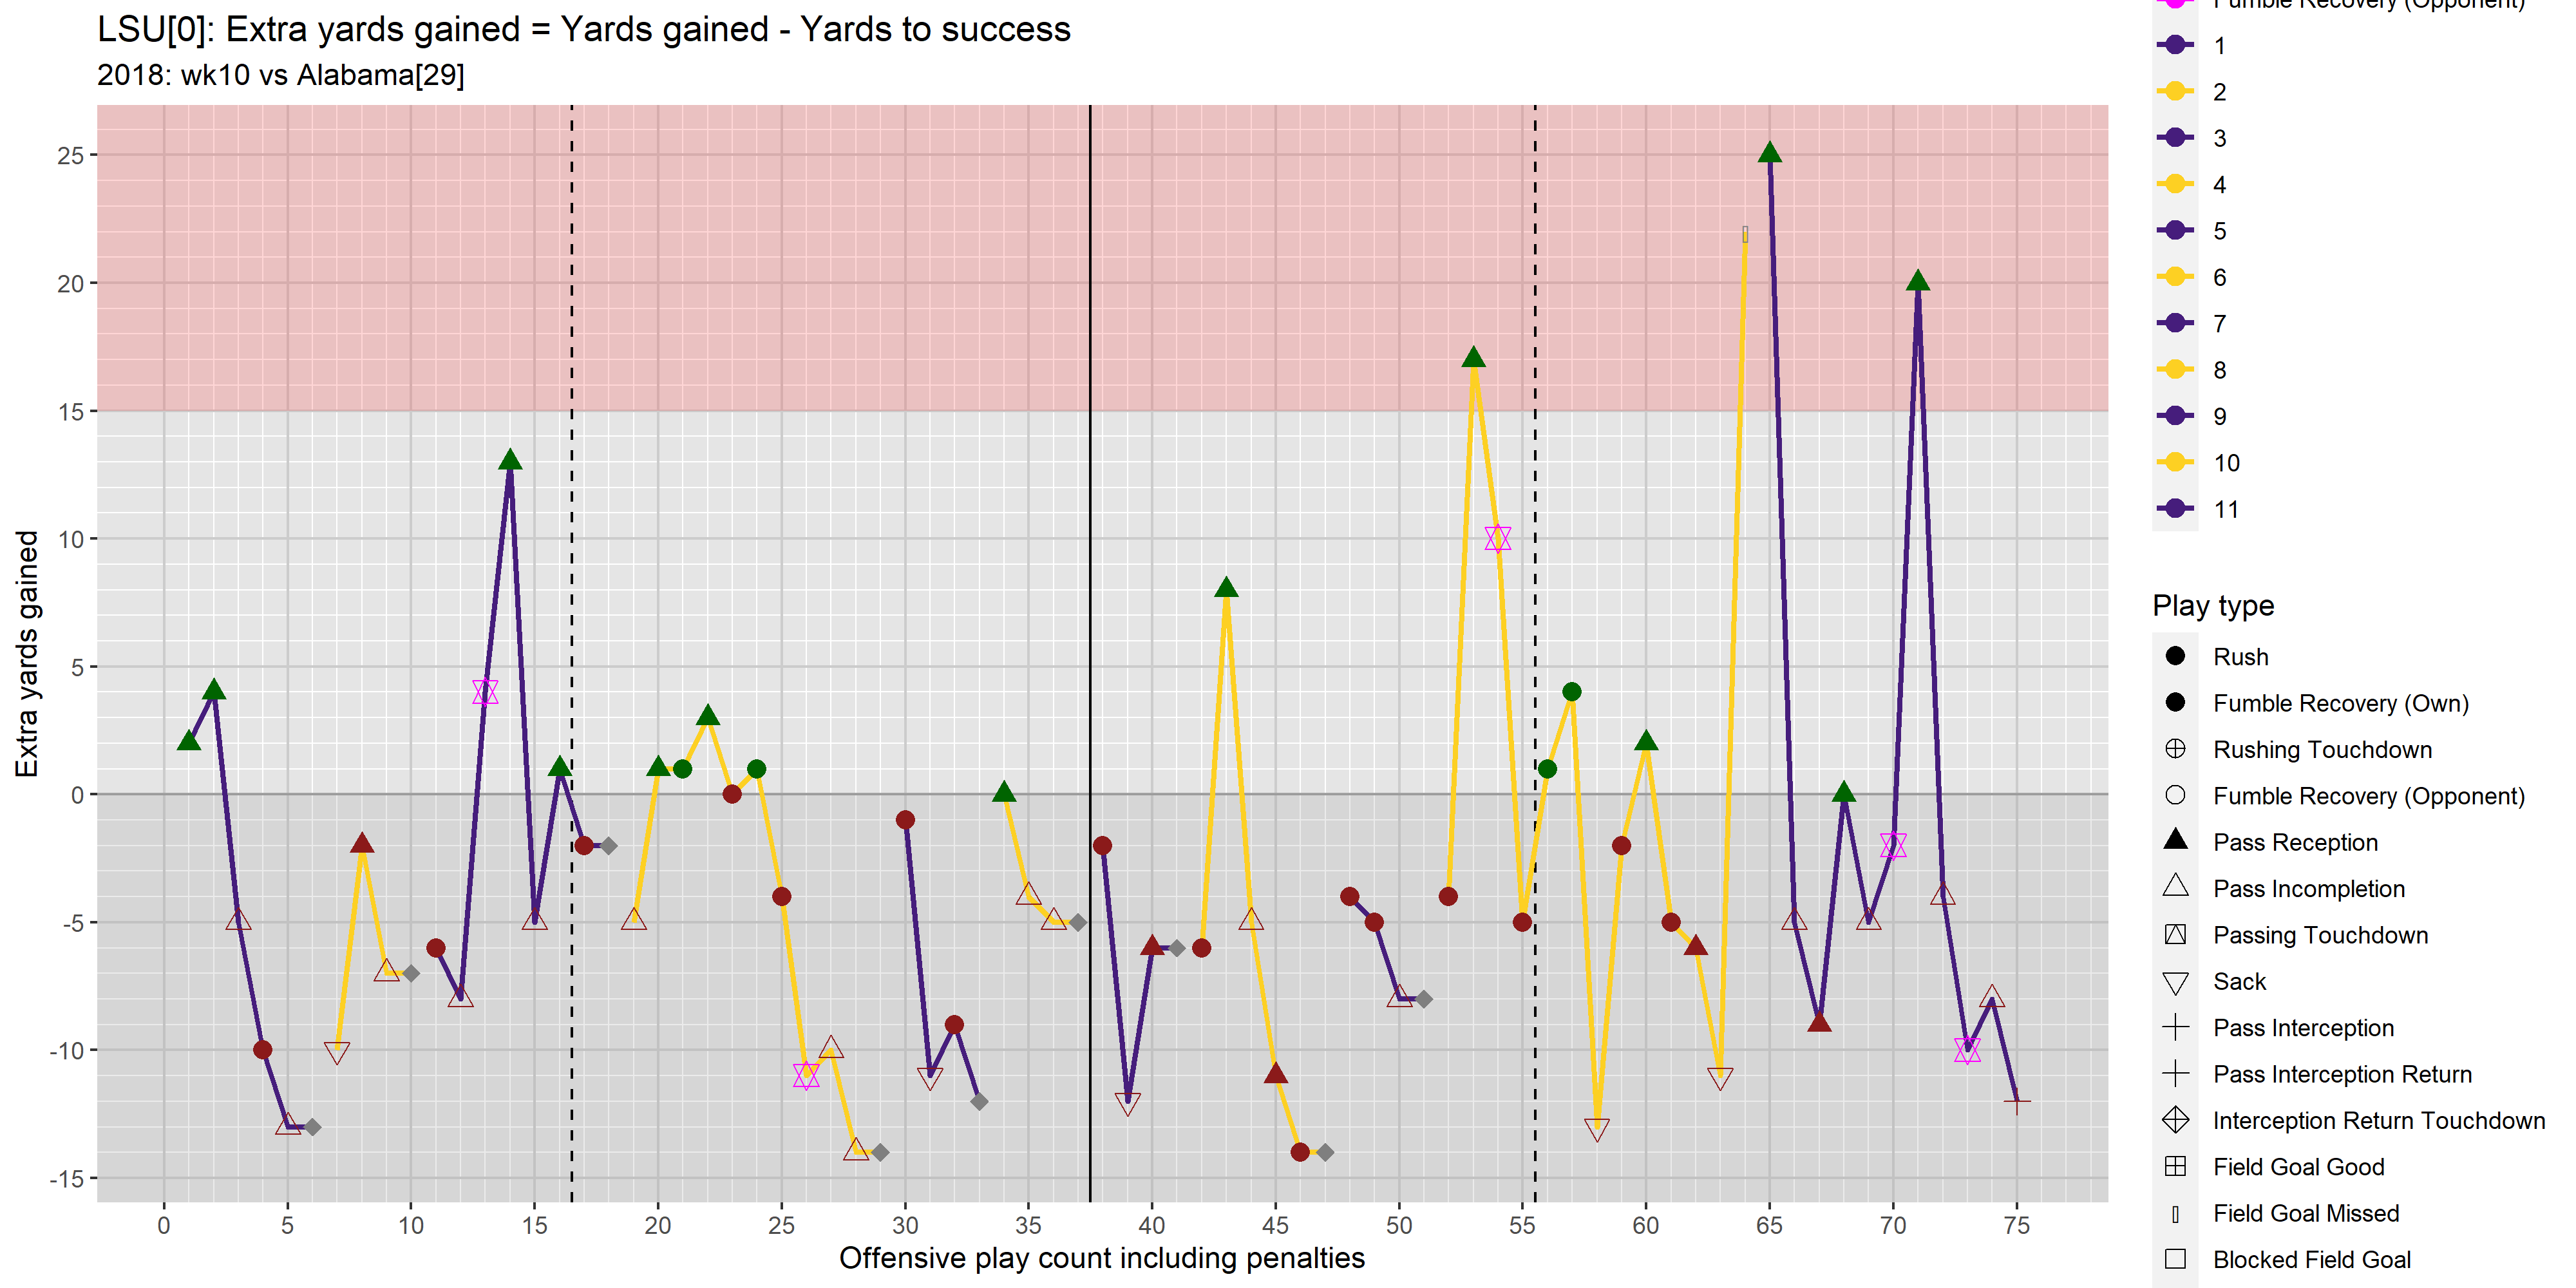 LSU[0]: Extra yards gained = Yards gained - Yards to success
2018: wk10 vs Alabama[29]
Extra yards gained
25
20
15
10
5
0
-5
-10
-15
0 5 10 15 20 25 30 35 40 45 50 55 60 65 70 75
Offensive play count including penalties
Fumble Recovery (Opponent)
1
2
3
4
5
6
7
8
9
10
11
Play type
Rush
Fumble Recovery (Own)
Rushing Touchdown
Fumble Recovery (Opponent)
Pass Reception
Pass Incompletion
Passing Touchdown
Sack
Pass Interception
Pass Interception Return
Interception Return Touchdown
Field Goal Good
Field Goal Missed
Blocked Field Goal